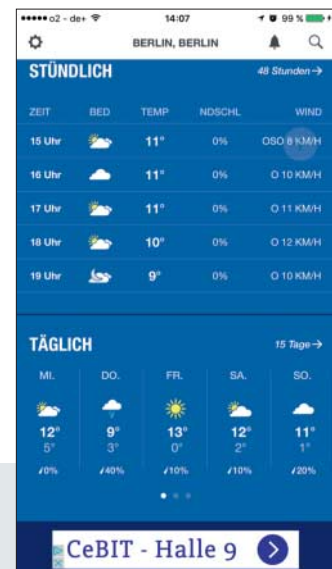 o2 - de+ 14:07 99 %
BERLIN, BERLIN
STÜNDLICH 48 Stunden→
ZEIT BED TEMP NDSCHL WIND
15 Uhr 11° 0% OSO 8 KM/H
16 Uhr 11° 0% O 10 KM/H
17 Uhr 11° 0% O 11 KM/H
18 Uhr 10° 0% O 12 KM/H
19 Uhr 9° 0% O 10 KM/H
TÄGLICH 15 Tage→
MI. DO. FR. SA. SO.
12° 9° 13° 12° 11°
5° 3° 0° 2° 1°
/0% /40% /10% /10% /20%
CeBIT - Halle 9